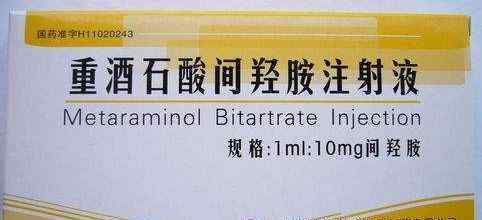 国药准字H11020243
重酒石酸间羟胺注射液
Metaraminol Bitartrate Injection
规格:1ml:10mg间羟胺